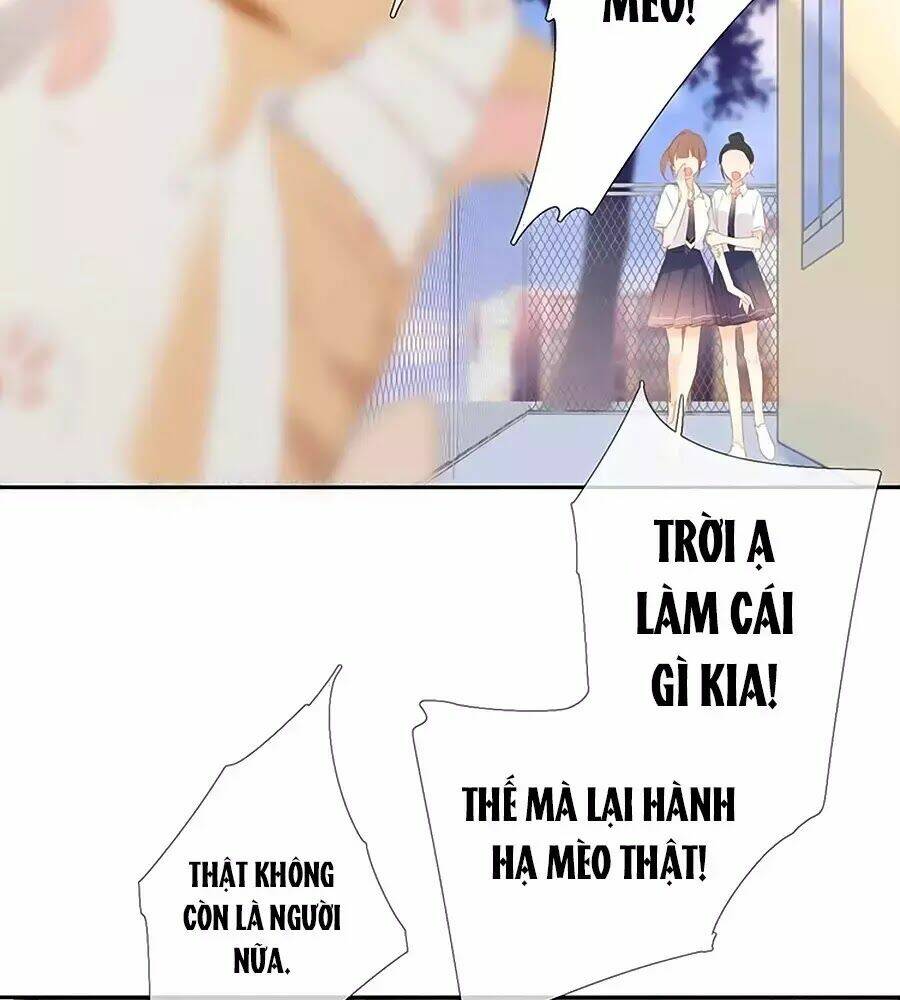 MÈO!
TRỜI Ạ
LÀM CÁI
GÌ KIA!
THẾ MÀ LẠI HÀNH
HẠ MÈO THẬT!
THẬT KHÔNG
CÒN LÀ NGƯỜI
NỮA.